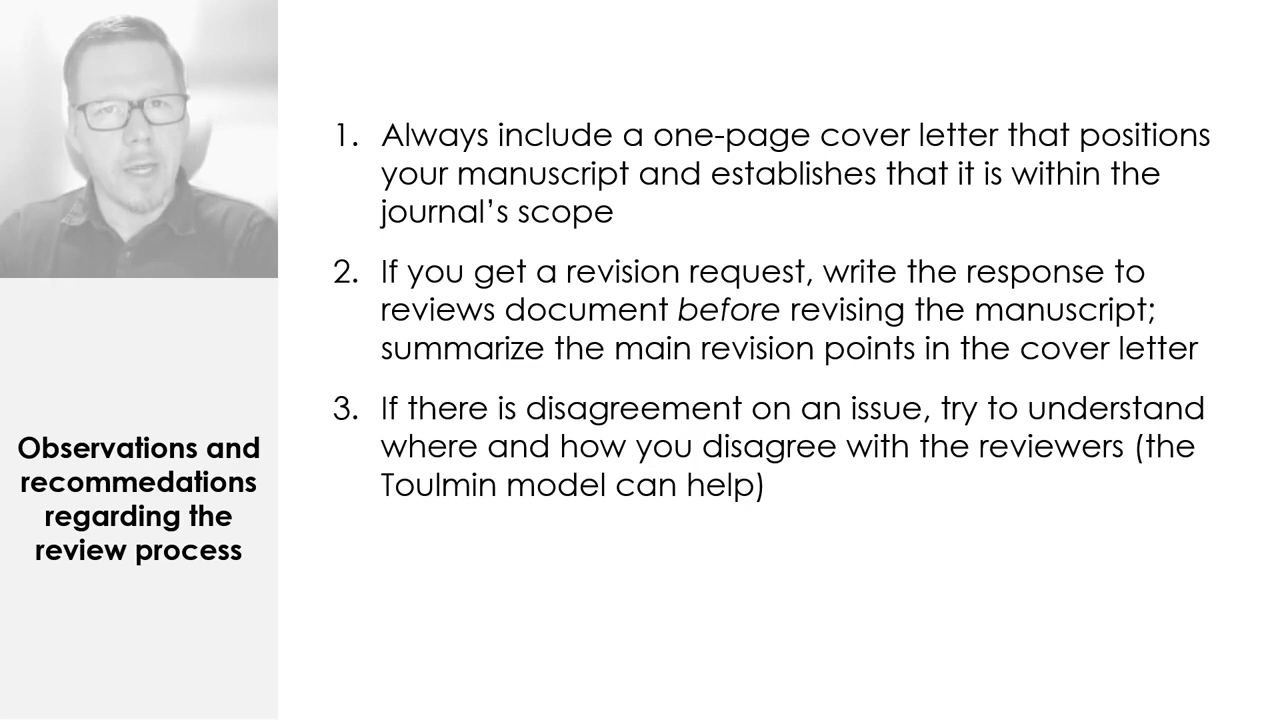 Observations and
recommedations
regarding the
review process
1. Always include a one-page cover letter that positions
your manuscript and establishes that it is within the
journal’s scope
2. If you get a revision request, write the response to
reviews document before revising the manuscript;
summarize the main revision points in the cover letter
3. If there is disagreement on an issue, try to understand
where and how you disagree with the reviewers (the
Toulmin model can help)